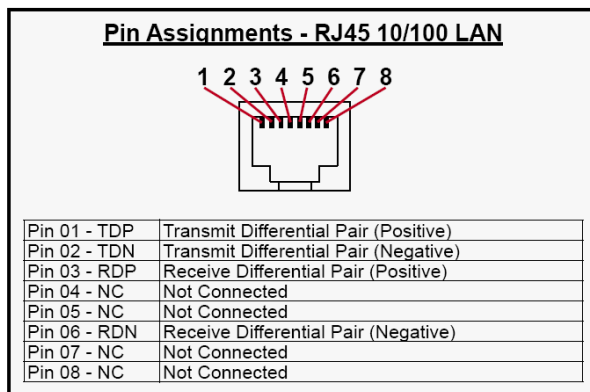 Pin Assignments - RJ45 10/100 LAN
1 2 3 4 5 6 7 8
Pin 01 - TDP Transmit Differential Pair (Positive)
Pin 02 - TDN Transmit Differential Pair (Negative)
Pin 03 - RDP Receive Differential Pair (Positive)
Pin 04 - NC Not Connected
Pin 05 - NC Not Connected
Pin 06 - RDN Receive Differential Pair (Negative)
Pin 07 - NC Not Connected
Pin 08 - NC Not Connected